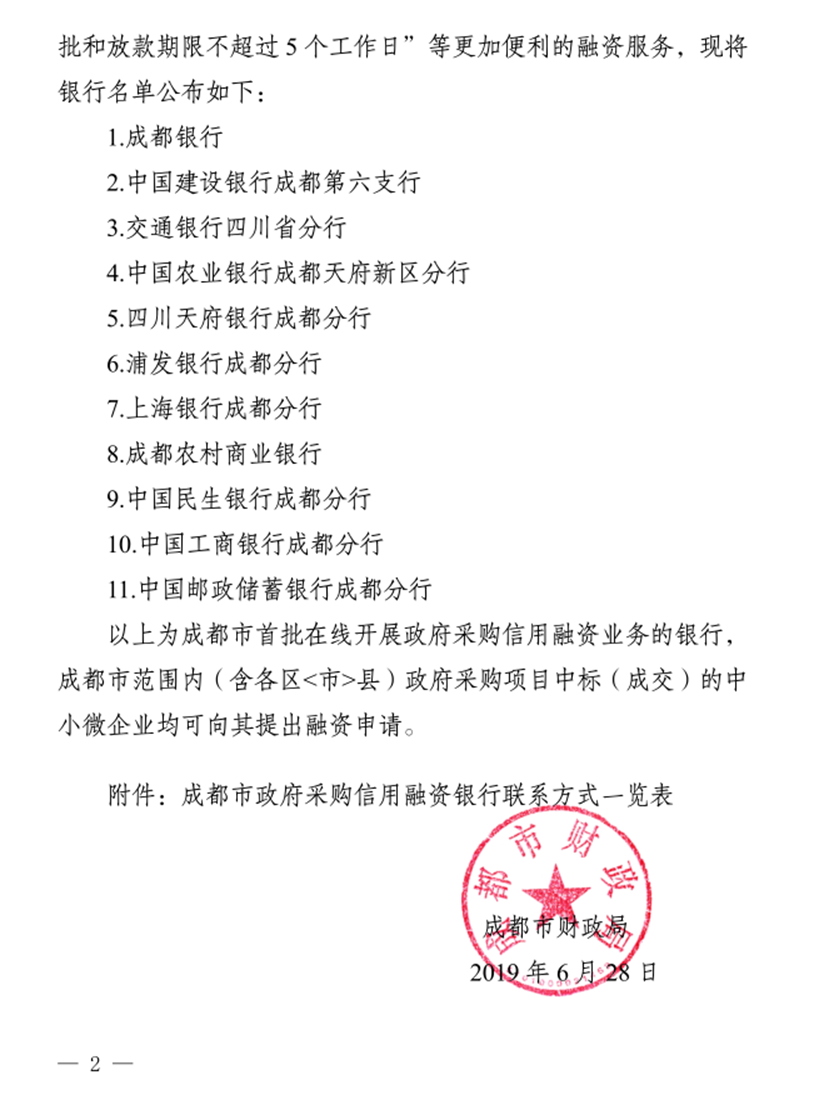 批和放款期限不超过 5 个工作日”等更加便利的融资服务，现将
银行名单公布如下：
1.成都银行
2.中国建设银行成都第六支行
3.交通银行四川省分行
4.中国农业银行成都天府新区分行
5.四川天府银行成都分行
6.浦发银行成都分行
7.上海银行成都分行
8.成都农村商业银行
9.中国民生银行成都分行
10.中国工商银行成都分行
11.中国邮政储蓄银行成都分行
以上为成都市首批在线开展政府采购信用融资业务的银行，
成都市范围内（含各区<市>县）政府采购项目中标（成交）的中
小微企业均可向其提出融资申请。
附件：成都市政府采购信用融资银行联系方式一览表
成都市财政局
成都市财政局
2019 年 6 月 28 日
— 2 —